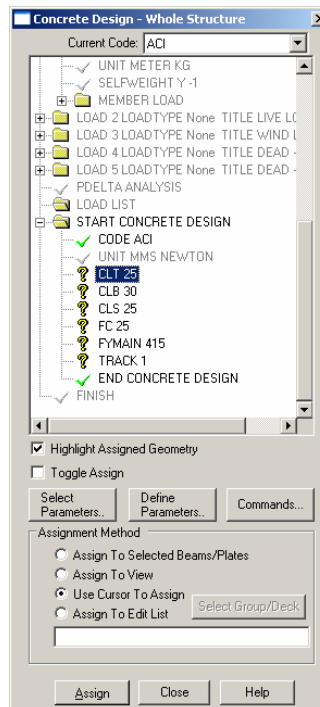 Concrete Design - Whole Structure
Current Code: ACI
UNIT METER KG
SELFWEIGHT Y -1
MEMBER LOAD
LOAD 2 LOADTYPE None TITLE LIVE LO
LOAD 3 LOADTYPE None TITLE WIND L
LOAD 4 LOADTYPE None TITLE DEAD -
LOAD 5 LOADTYPE None TITLE DEAD -
PDELTA ANALYSIS
LOAD LIST
START CONCRETE DESIGN
CODE ACI
UNIT MMS NEWTON
CLT 25
CLB 30
CLS 25
FC 25
FYMAIN 415
TRACK 1
END CONCRETE DESIGN
FINISH
Highlight Assigned Geometry
Toggle Assign
Select Parameters..
Define Parameters..
Commands...
Assignment Method
Assign To Selected Beams/Plates
Assign To View
Use Cursor To Assign
Assign To Edit List
Select Group/Deck
Assign Close Help